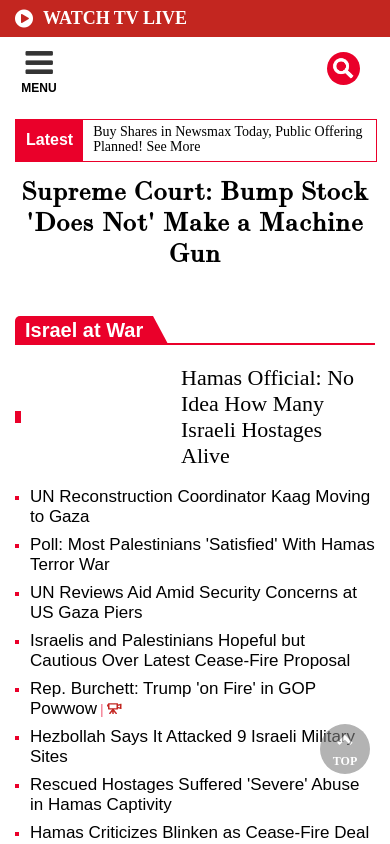 WATCH TV LIVE
MENU
Latest
Buy Shares in Newsmax Today, Public Offering
Planned! See More
Supreme Court: Bump Stock
'Does Not' Make a Machine
Gun
Israel at War
Hamas Official: No
Idea How Many
Israeli Hostages
Alive
UN Reconstruction Coordinator Kaag Moving
to Gaza
Poll: Most Palestinians 'Satisfied' With Hamas
Terror War
UN Reviews Aid Amid Security Concerns at
US Gaza Piers
Israelis and Palestinians Hopeful but
Cautious Over Latest Cease-Fire Proposal
Rep. Burchett: Trump 'on Fire' in GOP
Powwow |
Hezbollah Says It Attacked 9 Israeli Military
Sites
TOP
Rescued Hostages Suffered 'Severe' Abuse
in Hamas Captivity
Hamas Criticizes Blinken as Cease-Fire Deal